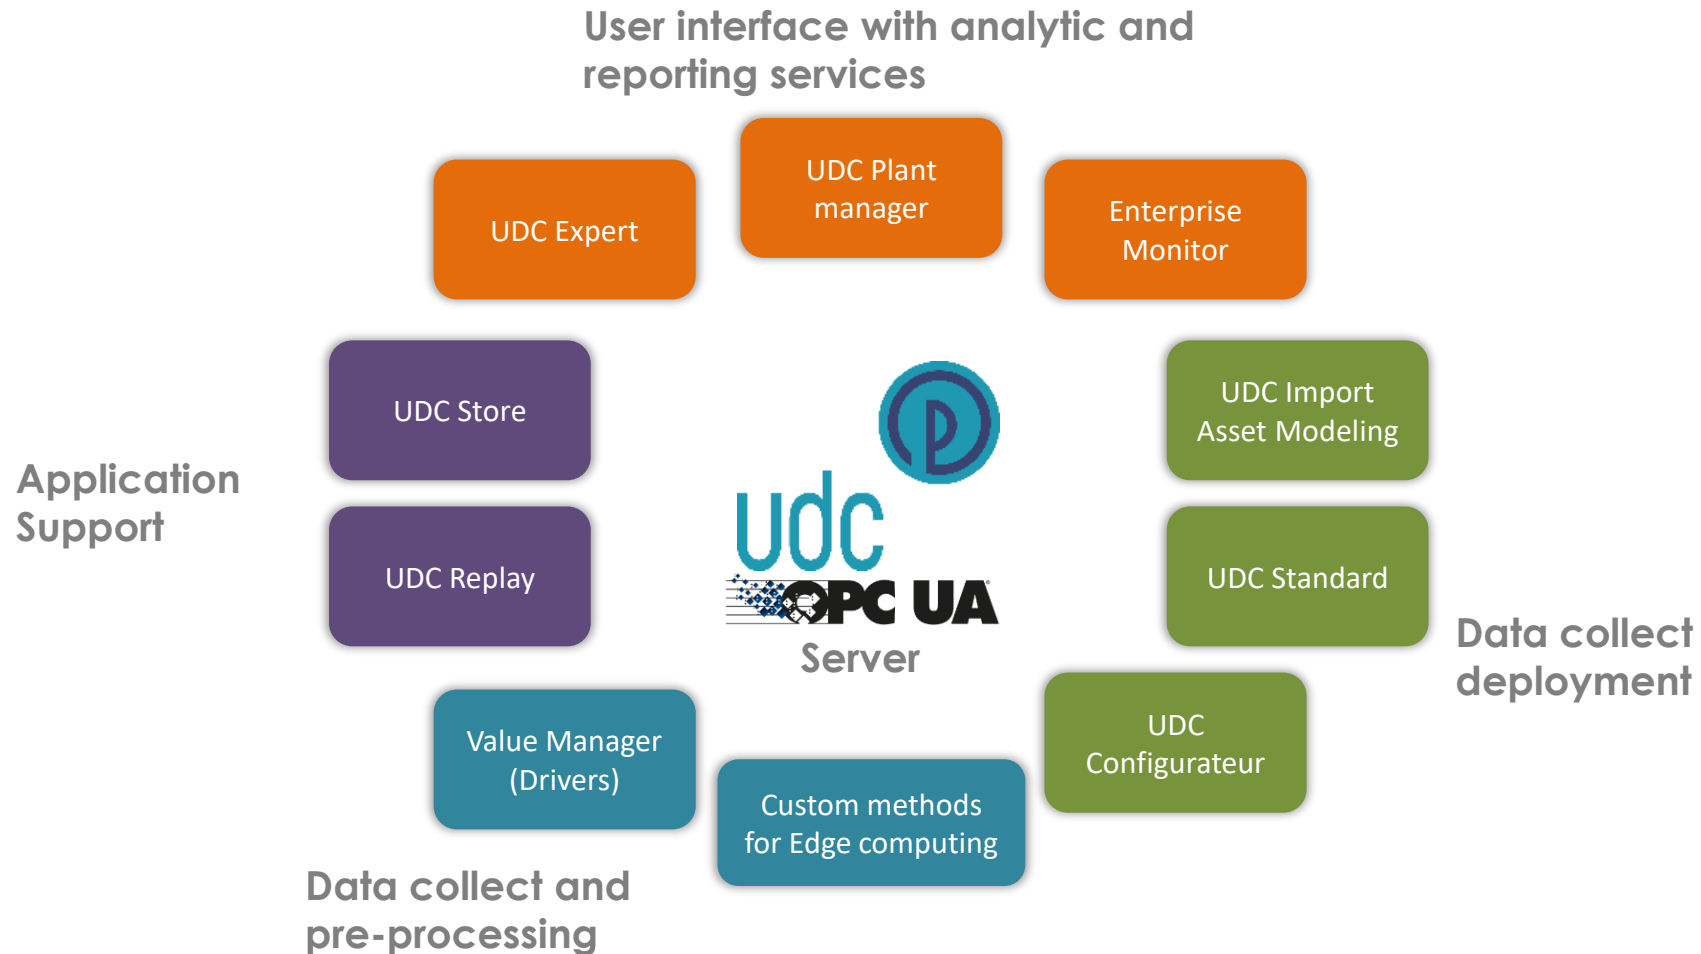 User interface with analytic and
reporting services
UDC Plant
manager
UDC Expert
Enterprise
Monitor
UDC Store
UDC Import
Asset Modeling
Application
Support
udc
UDC Replay
OPC UA
UDC Standard
Server
Data collect
deployment
Value Manager
(Drivers)
UDC
Configurateur
Custom methods
for Edge computing
Data collect and
pre-processing